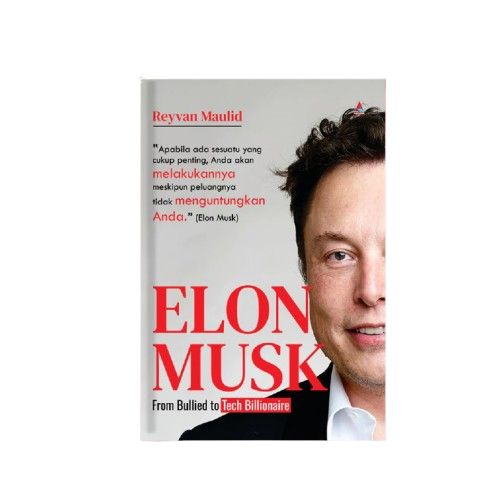 Reyvan Maulid
"Apabila ada sesuatu yang
cukup penting, Anda akan
melakukannya
meskipun peluangnya
tidak menguntungkan
Anda." (Elon Musk)
ELON
MUSK
From Bullied to Tech Billionaire